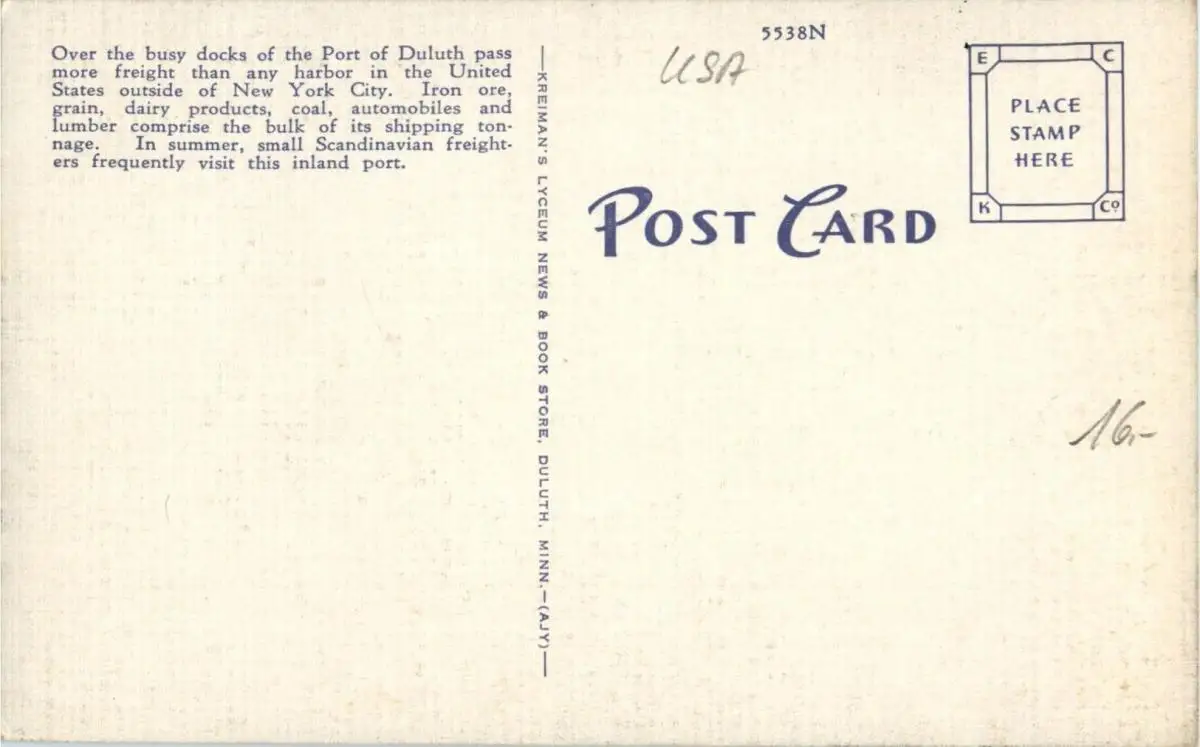 Over the busy docks of the Port of Duluth pass
more freight than any harbor in the United
States outside of New York City. Iron ore,
grain, dairy products, coal, automobiles and
lumber comprise the bulk of its shipping ton-
nage. In summer, small Scandinavian freight-
ers frequently visit this inland port.
—KREIMAN'S LYCEUM NEWS & BOOK STORE, DULUTH, MINN.—(AJY)—
5538N
USA
E C
PLACE
STAMP
HERE
K Cº
POST CARD
16,-